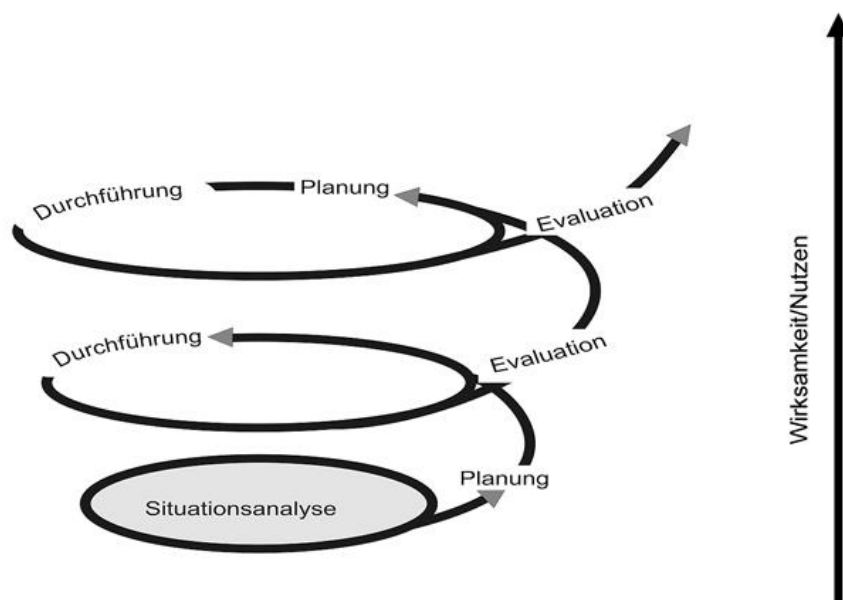 Durchführung
Planung
Evaluation
Durchführung
Evaluation
Planung
Situationsanalyse
Wirksamkeit/Nutzen